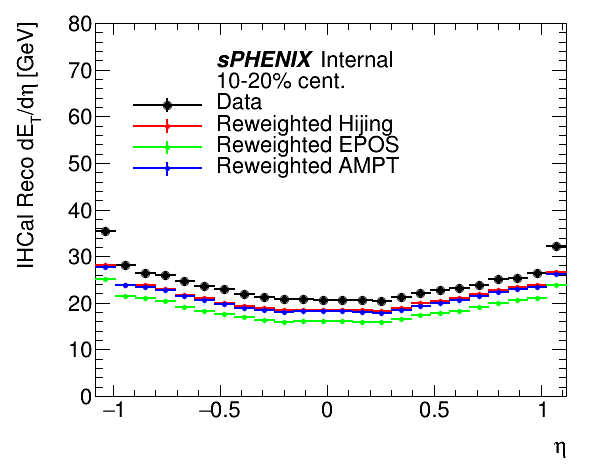 IHCal Reco dE_T/dη [GeV]
80
70
60
50
40
30
20
10
0
sPHENIX Internal
10-20% cent.
Data
Reweighted Hijing
Reweighted EPOS
Reweighted AMPT
−1 −0.5 0 0.5 1
η